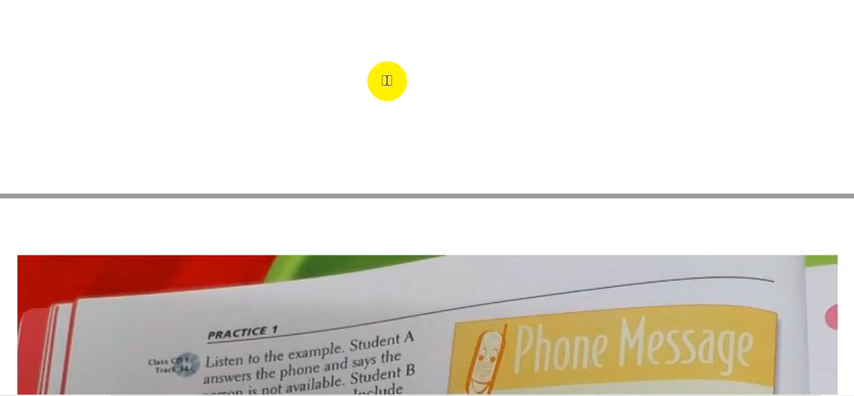 PRACTICE 1
Class CD 1
Track 34
Listen to the example. Student A
answers the phone and says the
is not available. Student B
Include
Phone Message